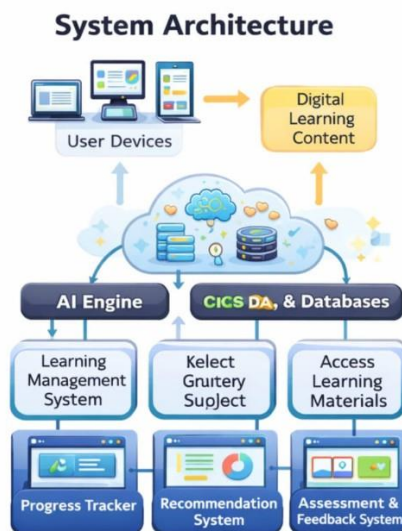 System Architecture
User Devices
Digital
Learning
Content
AI Engine
CICS DA, & Databases
Learning
Management
System
Kelect
Gruttery
Supject
Access
Learning
Materials
Progress Tracker
Recommendation
System
Assessment &
Feedback System